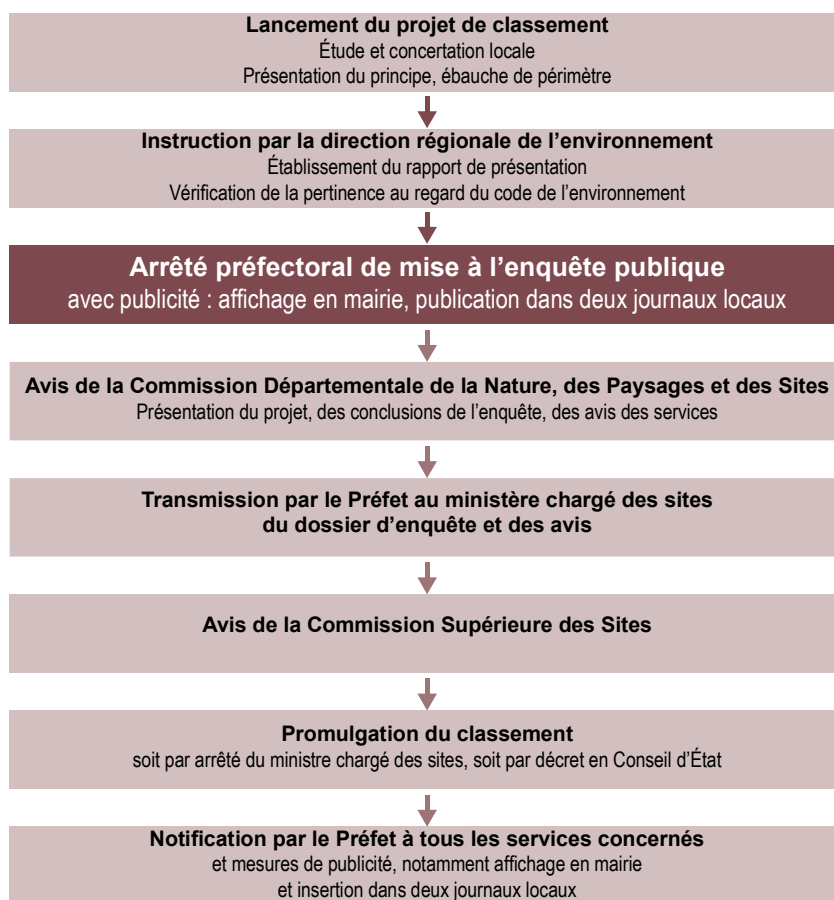 Lancement du projet de classement
Étude et concertation locale
Présentation du principe, ébauche de périmètre
Instruction par la direction régionale de l’environnement
Établissement du rapport de présentation
Vérification de la pertinence au regard du code de l’environnement
Arrêté préfectoral de mise à l’enquête publique
avec publicité : affichage en mairie, publication dans deux journaux locaux
Avis de la Commission Départementale de la Nature, des Paysages et des Sites
Présentation du projet, des conclusions de l’enquête, des avis des services
Transmission par le Préfet au ministère chargé des sites
du dossier d’enquête et des avis
Avis de la Commission Supérieure des Sites
Promulgation du classement
soit par arrêté du ministre chargé des sites, soit par décret en Conseil d’État
Notification par le Préfet à tous les services concernés
et mesures de publicité, notamment affichage en mairie
et insertion dans deux journaux locaux